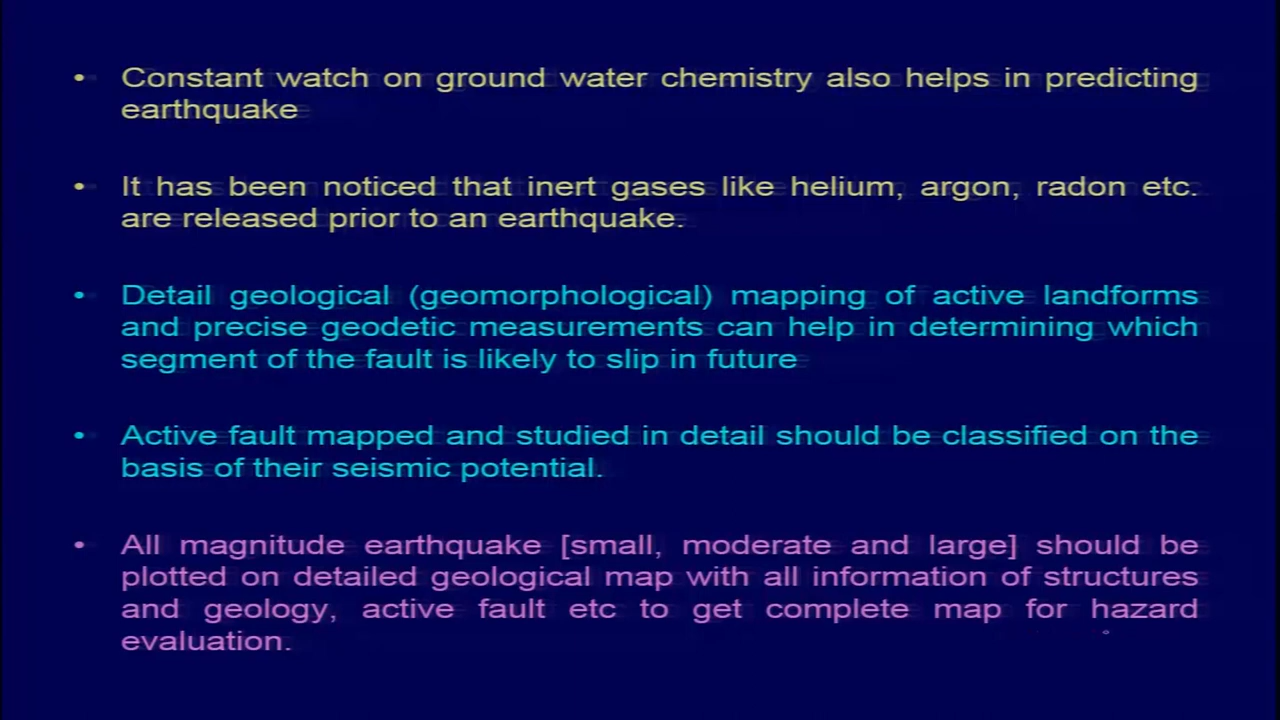 • Constant watch on ground water chemistry also helps in predicting
earthquake
• It has been noticed that inert gases like helium, argon, radon etc.
are released prior to an earthquake.
• Detail geological (geomorphological) mapping of active landforms
and precise geodetic measurements can help in determining which
segment of the fault is likely to slip in future
• Active fault mapped and studied in detail should be classified on the
basis of their seismic potential.
• All magnitude earthquake [small, moderate and large] should be
plotted on detailed geological map with all information of structures
and geology, active fault etc to get complete map for hazard
evaluation.